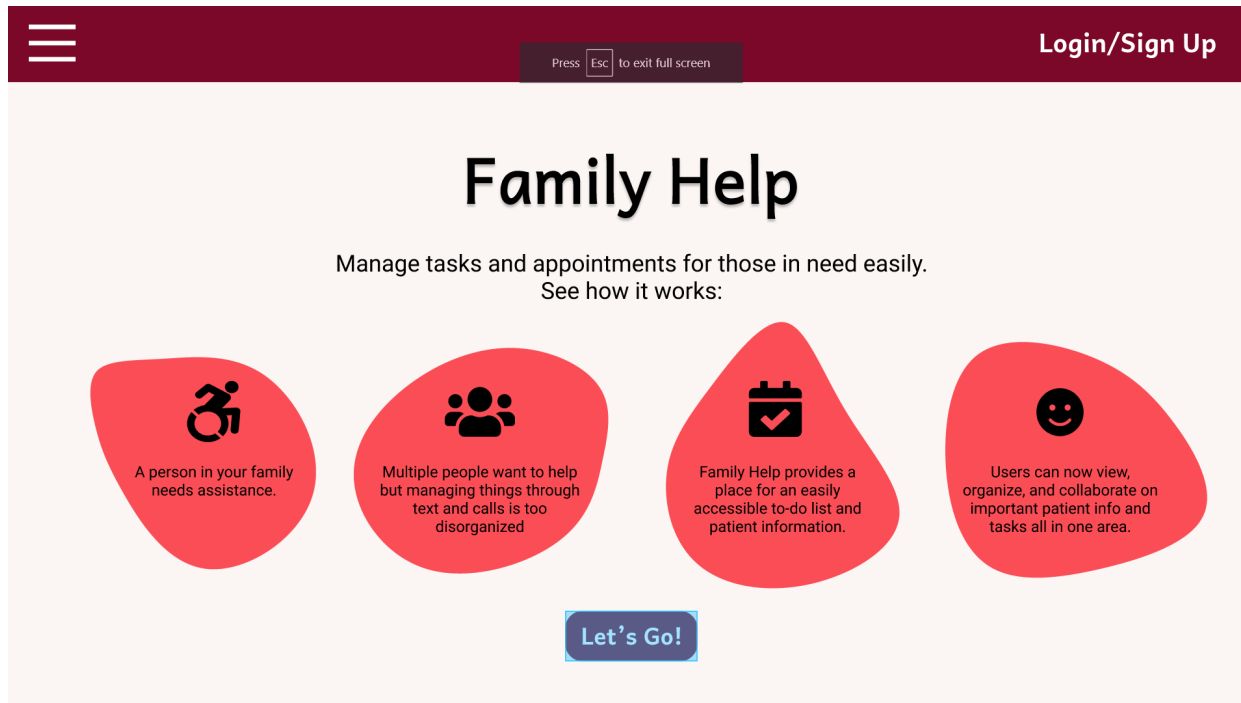 Login/Sign Up
Press Esc to exit full screen
Family Help
Manage tasks and appointments for those in need easily.
See how it works:
A person in your family
needs assistance.
Multiple people want to help
but managing things through
text and calls is too
disorganized
Family Help provides a
place for an easily
accessible to-do list and
patient information.
Users can now view,
organize, and collaborate on
important patient info and
tasks all in one area.
Let's Go!